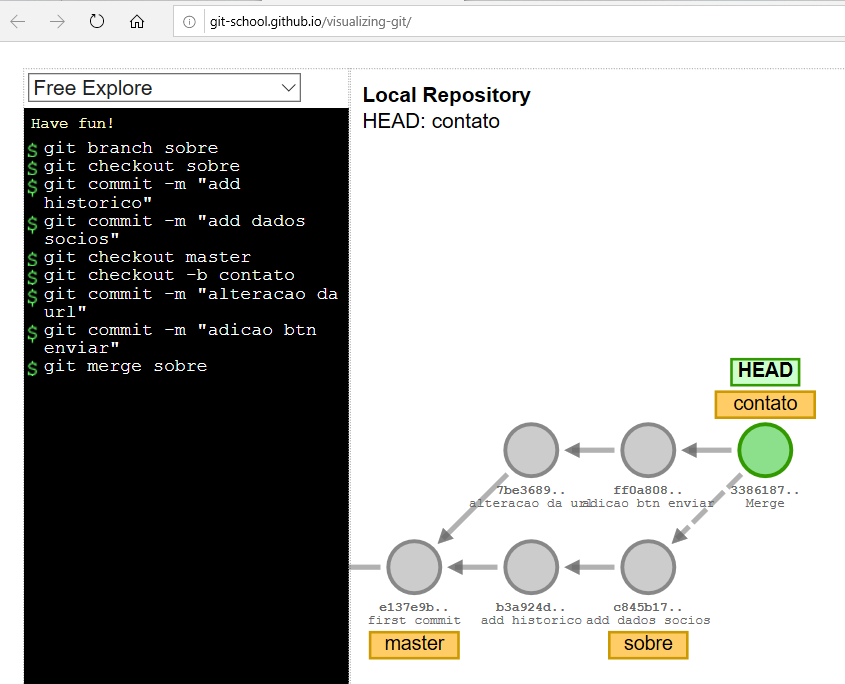 git-school.github.io/visualizing-git/
Free Explore
Have fun!
$ git branch sobre
$ git checkout sobre
$ git commit -m "add
historico"
$ git commit -m "add dados
socios"
$ git checkout master
$ git checkout -b contato
$ git commit -m "alteracao da
url"
$ git commit -m "adicao btn
enviar"
$ git merge sobre
Local Repository
HEAD: contato
HEAD
contato
7be3689.. ff0a808.. 3386187..
alteracao da url adicao btn enviar Merge
e137e9b.. b3a924d.. c845b17..
first commit add historico add dados socios
master sobre